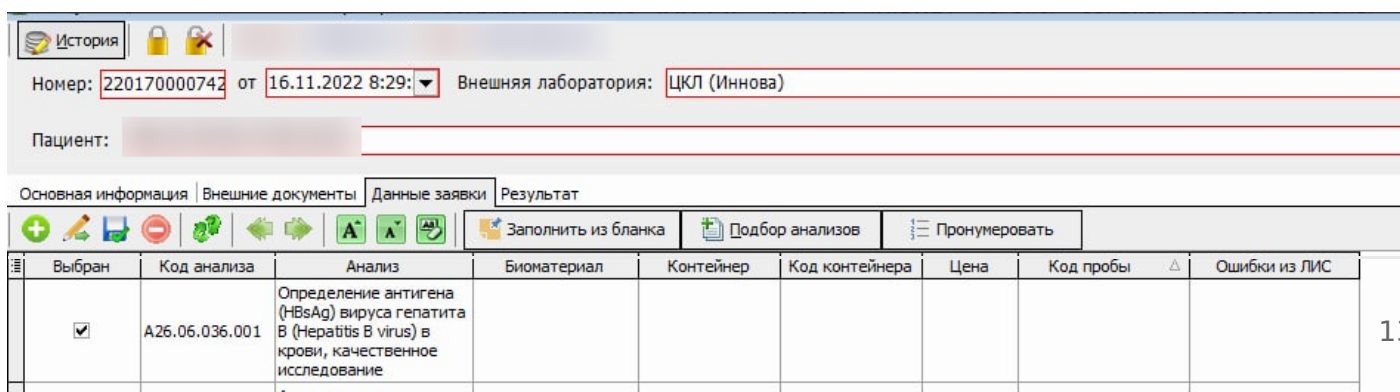 История
Номер: 220170000742 от 16.11.2022 8:29: Внешняя лаборатория: ЦКЛ (Иннова)
Пациент:
Основная информация Внешние документы Данные заявки Результат
Заполнить из бланка Подбор анализов Пронумеровать
Выбран Код анализа Анализ Биоматериал Контейнер Код контейнера Цена Код пробы Ошибки из ЛИС
A26.06.036.001
Определение антигена
(HBsAg) вируса гепатита
B (Hepatitis B virus) в
крови, качественное
исследование